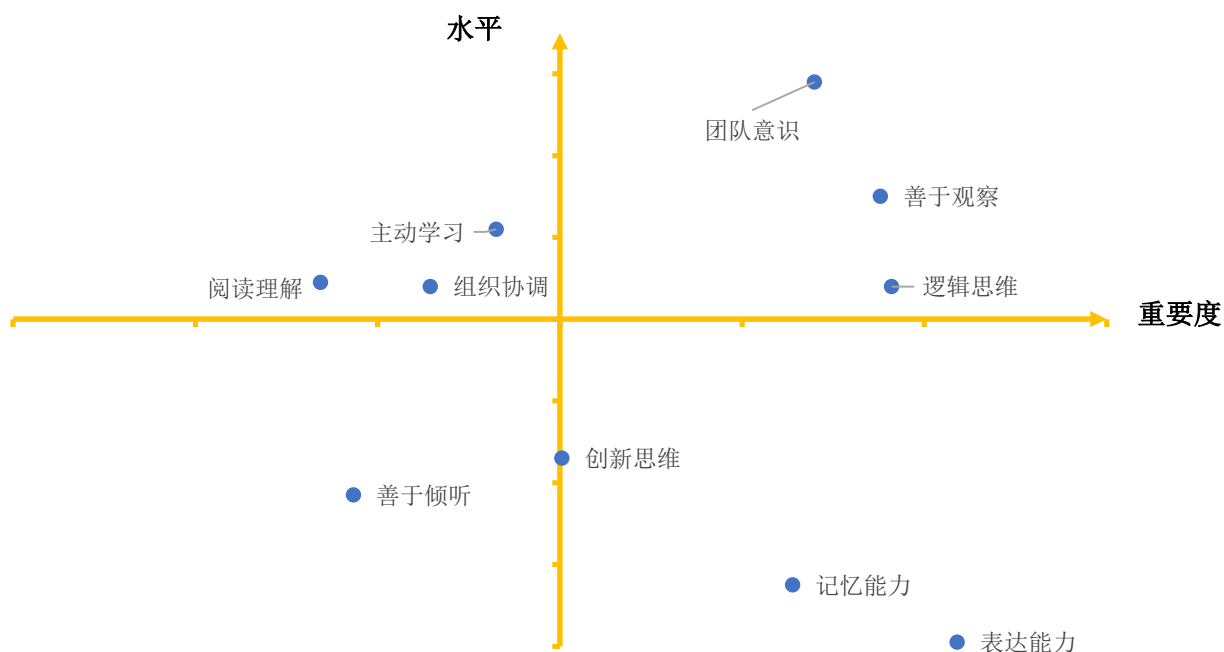 水平
团队意识
善于观察
主动学习
阅读理解
组织协调
逻辑思维
重要度
创新思维
善于倾听
记忆能力
表达能力